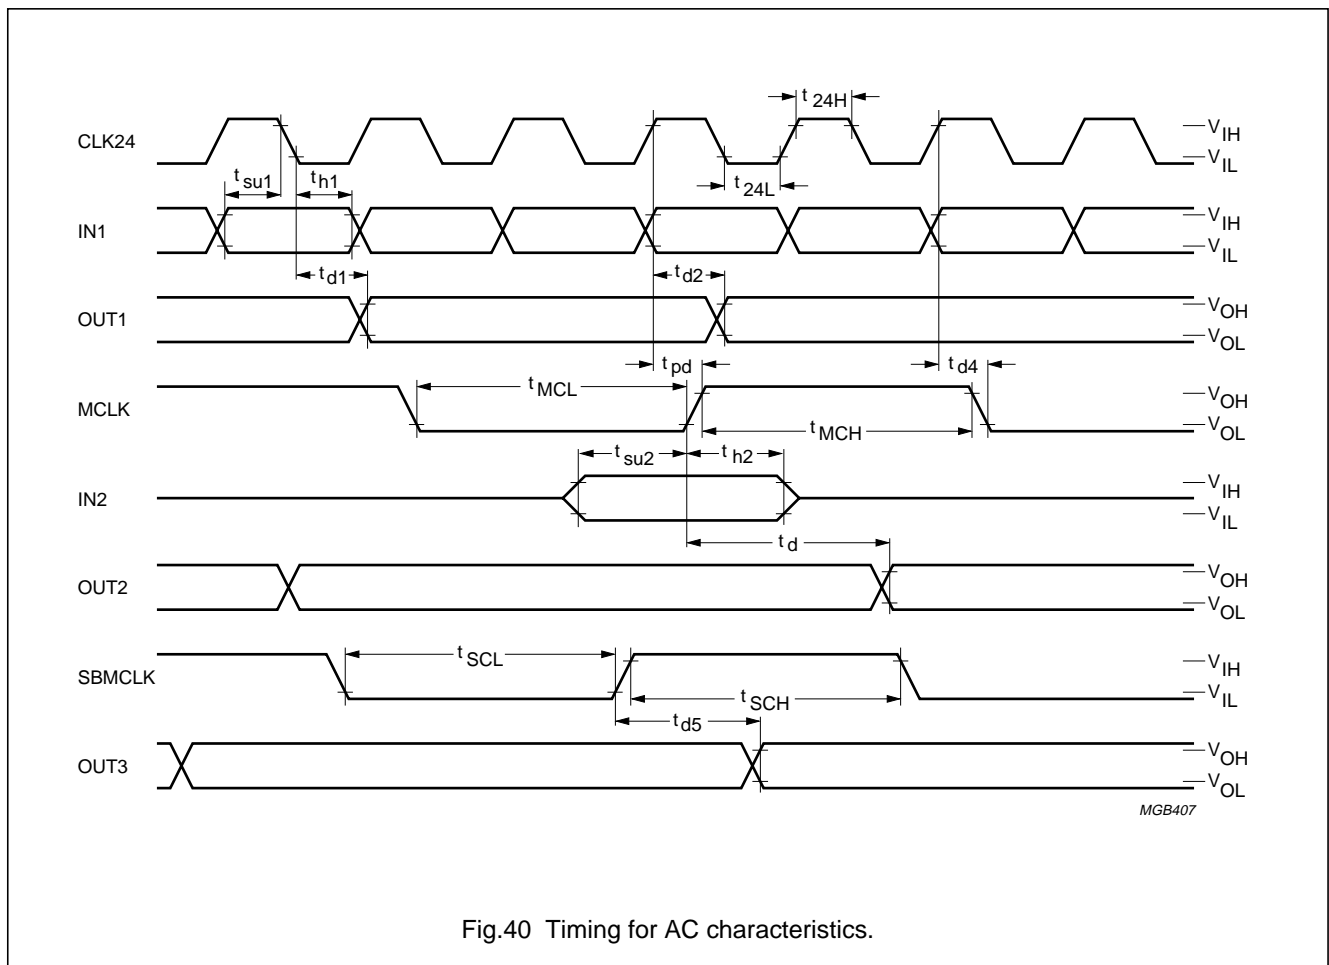 t24H
CLK24
VIH
VIL
tsu1
th1
t24L
IN1
VIH
VIL
td1
td2
OUT1
VOH
VOL
tpd
td4
MCLK
tMCL
VOH
VOL
tMCH
tsu2
th2
IN2
VIH
VIL
td
OUT2
VOH
VOL
tSCL
SBMCLK
VIH
VIL
tSCH
td5
OUT3
VOH
VOL
MGB407
Fig.40 Timing for AC characteristics.